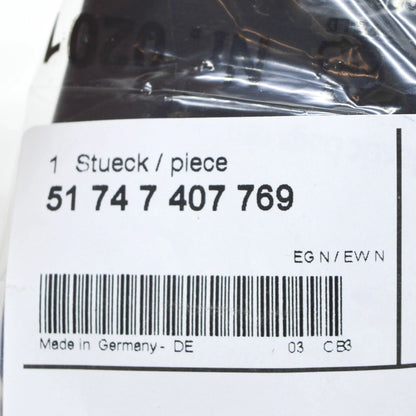 1 Stueck / piece
51 74 7 407 769
EG N / EW N
Made in Germany - DE 03 CB3